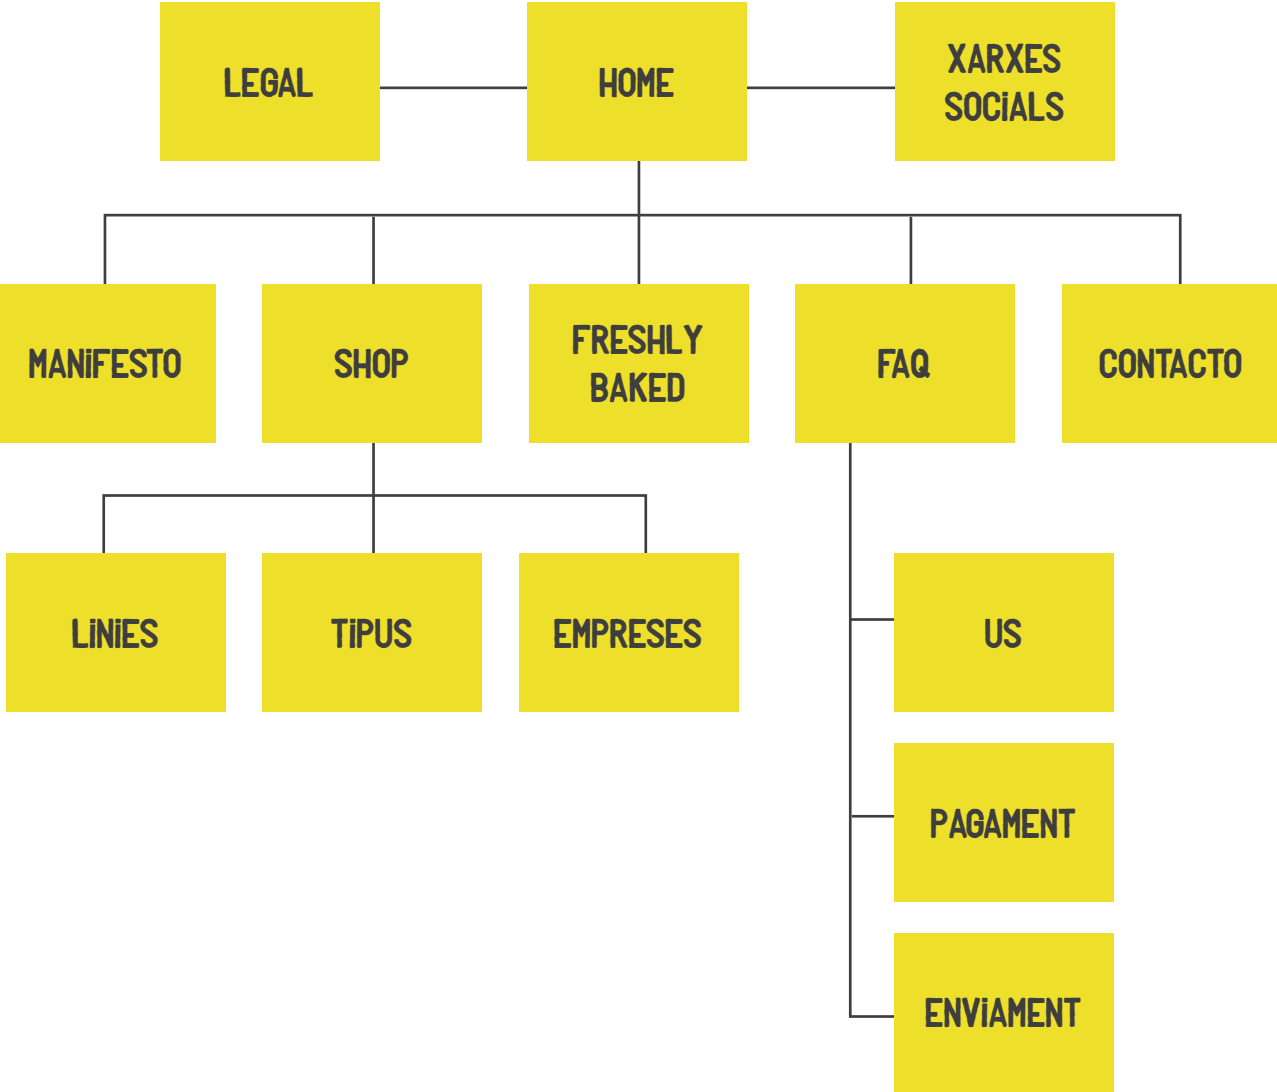 LEGAL
HOME
XARXES
SOCiALS
MANiFESTO
SHOP
FRESHLY
BAKED
FAQ
CONTACTO
LiNiES
TiPUS
EMPRESES
US
PAGAMENT
ENViAMENT